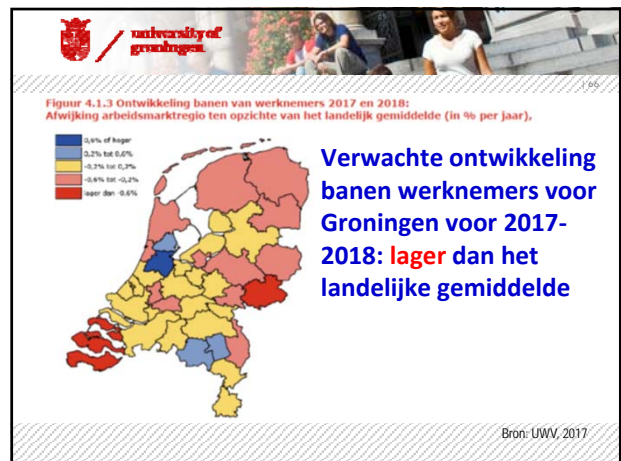 university of
groningen
| 66
Figuur 4.1.3 Ontwikkeling banen van werknemers 2017 en 2018:
Afwijking arbeidsmarktregio ten opzichte van het landelijk gemiddelde (in % per jaar),
0,6% of hoger
0,2% tot 0,6%
-0,2% tot 0,2%
-0,6% tot -0,2%
lager dan -0,6%
Verwachte ontwikkeling
banen werknemers voor
Groningen voor 2017-
2018: lager dan het
landelijke gemiddelde
Bron: UWV, 2017